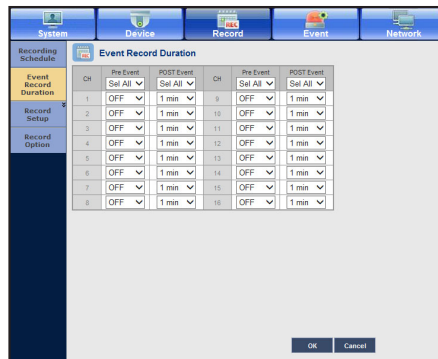 System Device Record Event Network
Recording
Schedule
Event
Record
Duration
Record
Setup
Record
Option
Event Record Duration
CH Pre Event POST Event CH Pre Event POST Event
Sel All Sel All Sel All Sel All
1 OFF 1 min 9 OFF 1 min
2 OFF 1 min 10 OFF 1 min
3 OFF 1 min 11 OFF 1 min
4 OFF 1 min 12 OFF 1 min
5 OFF 1 min 13 OFF 1 min
6 OFF 1 min 14 OFF 1 min
7 OFF 1 min 15 OFF 1 min
8 OFF 1 min 16 OFF 1 min
OK Cancel